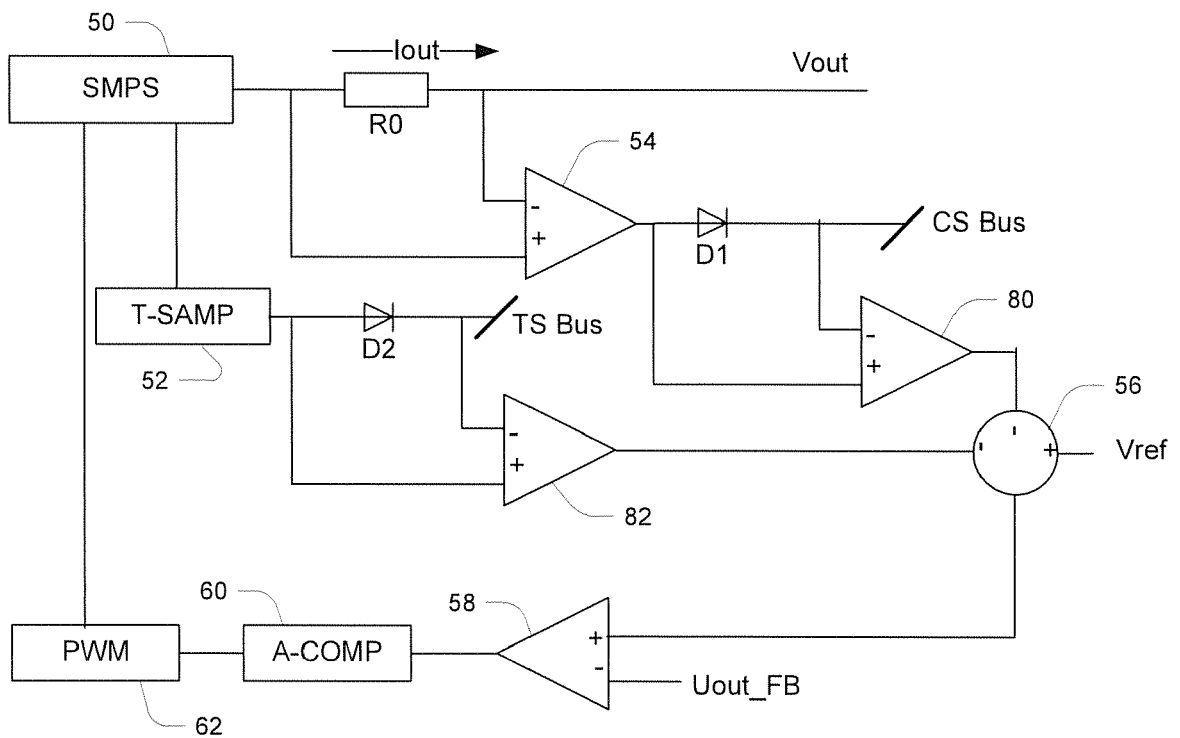 50
SMPS
Iout
R0
Vout
54
-
+
D1
CS Bus
T-SAMP
52
D2
TS Bus
80
-
+
56
-
-
+
Vref
-
+
82
60
58
PWM
A-COMP
+
-
Uout_FB
62